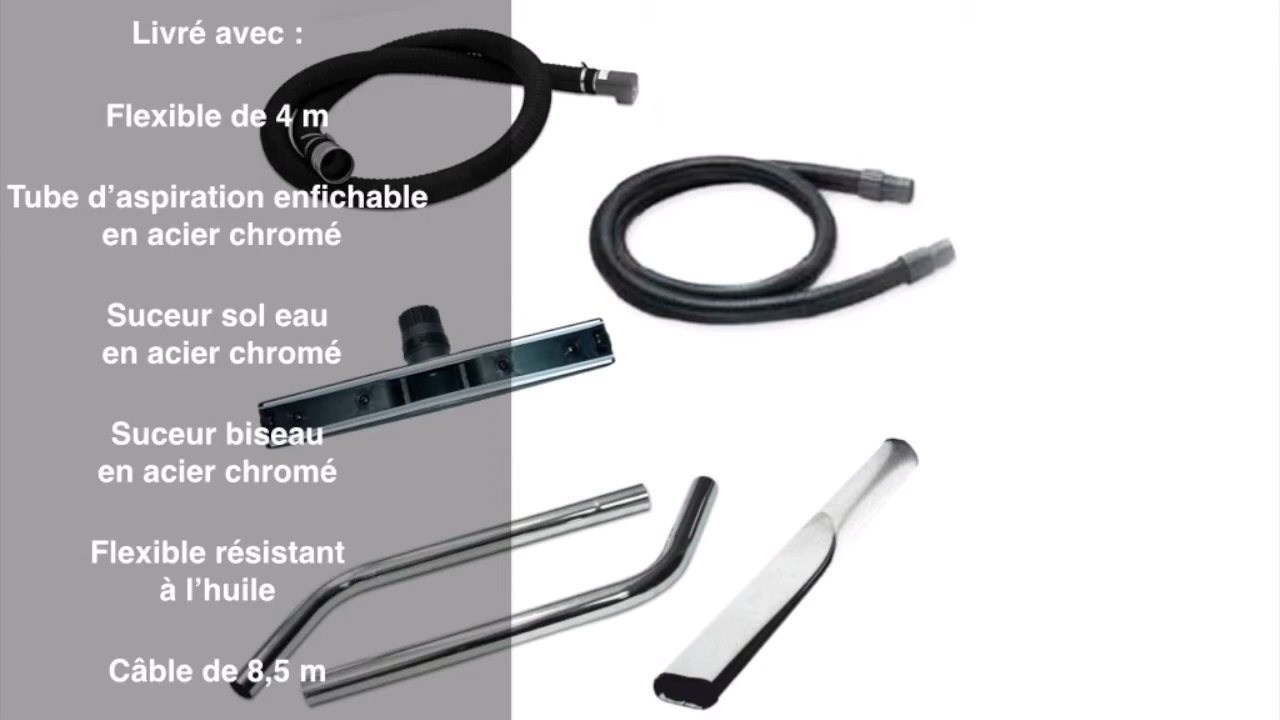 Livré avec :
Flexible de 4 m
Tube d’aspiration enfichable
en acier chromé
Suceur sol eau
en acier chromé
Suceur biseau
en acier chromé
Flexible résistant
à l’huile
Câble de 8,5 m